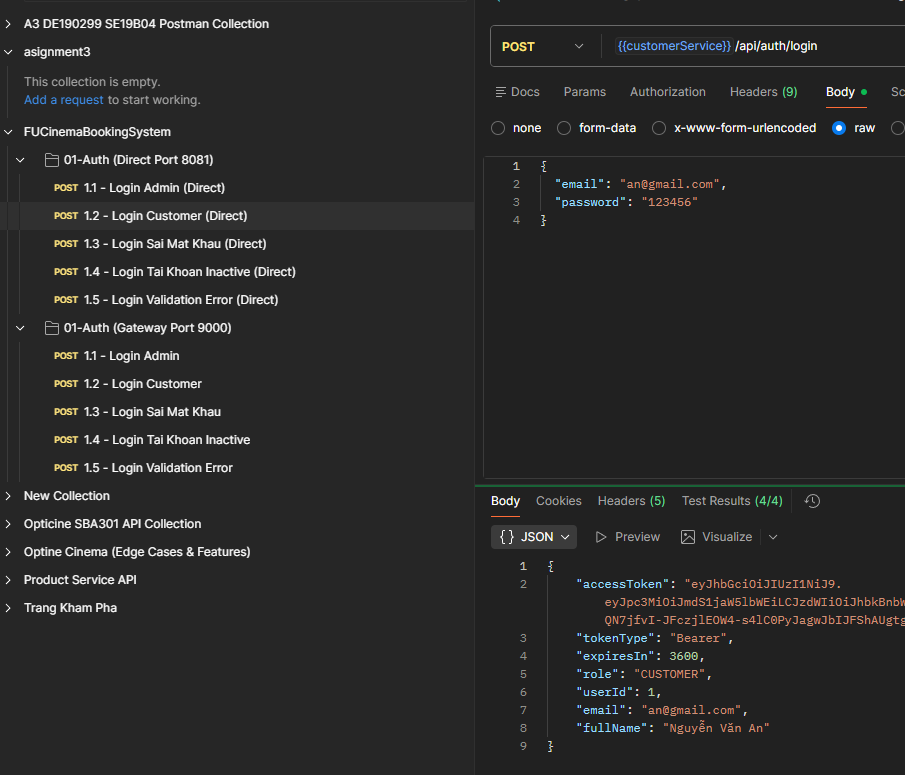 A3 DE190299 SE19B04 Postman Collection
asignment3
This collection is empty.
Add a request to start working.
FUCinemaBookingSystem
01-Auth (Direct Port 8081)
POST 1.1 - Login Admin (Direct)
POST 1.2 - Login Customer (Direct)
POST 1.3 - Login Sai Mat Khau (Direct)
POST 1.4 - Login Tai Khoan Inactive (Direct)
POST 1.5 - Login Validation Error (Direct)
01-Auth (Gateway Port 9000)
POST 1.1 - Login Admin
POST 1.2 - Login Customer
POST 1.3 - Login Sai Mat Khau
POST 1.4 - Login Tai Khoan Inactive
POST 1.5 - Login Validation Error
New Collection
Opticine SBA301 API Collection
Optine Cinema (Edge Cases & Features)
Product Service API
Trang Kham Pha
POST {{customerService}} /api/auth/login
Docs Params Authorization Headers (9) Body Sc
none form-data x-www-form-urlencoded raw
1 {
2 "email": "an@gmail.com",
3 "password": "123456"
4 }
Body Cookies Headers (5) Test Results (4/4)
{} JSON Preview Visualize
1 {
2 "accessToken": "eyJhbGciOiJIUzI1NiJ9.
eyJpc3MiOiJmdS1jaW5lbWEiLCJzdWIiOiJhbkBnbW
QN7jfvI-JFczjlEOW4-s4lC0PyJagwJbIJFShAUgtg
3 "tokenType": "Bearer",
4 "expiresIn": 3600,
5 "role": "CUSTOMER",
6 "userId": 1,
7 "email": "an@gmail.com",
8 "fullName": "Nguyễn Văn An"
9 }